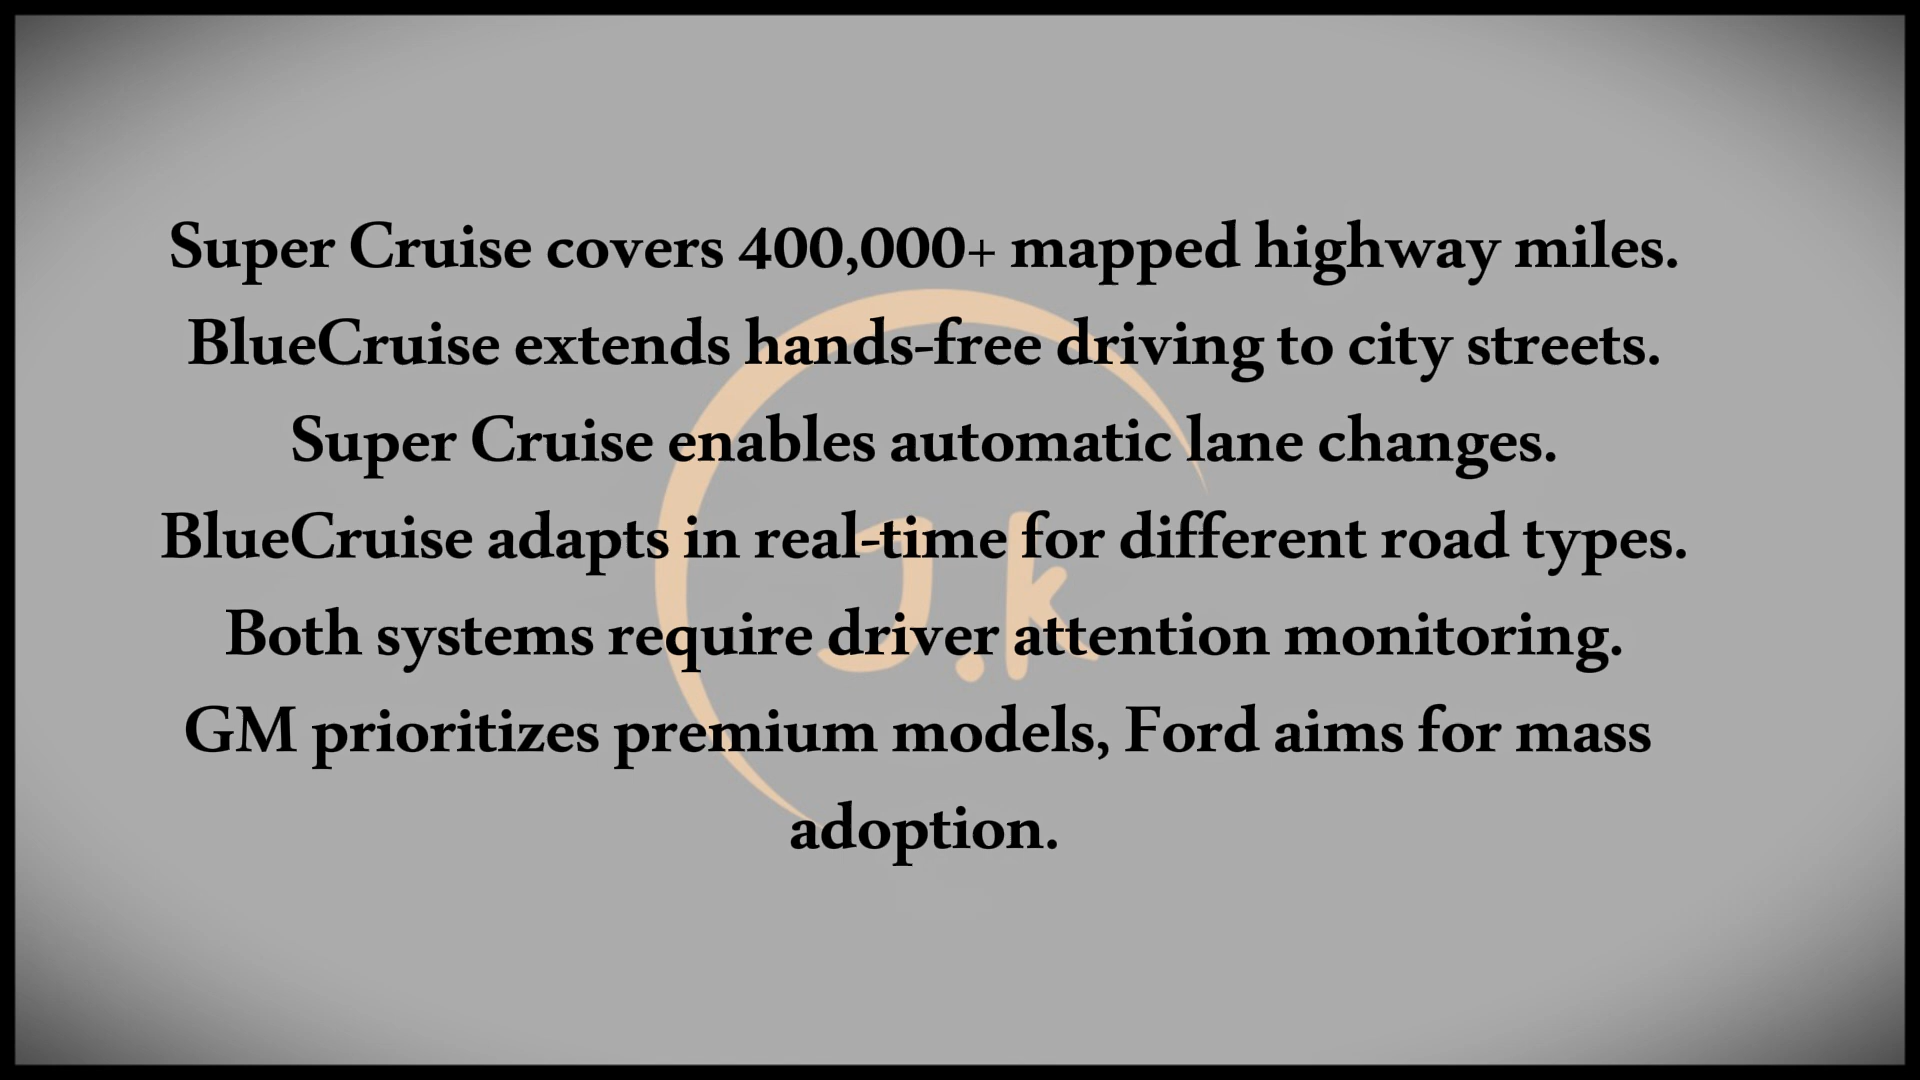 Super Cruise covers 400,000+ mapped highway miles.
BlueCruise extends hands-free driving to city streets.
Super Cruise enables automatic lane changes.
BlueCruise adapts in real-time for different road types.
Both systems require driver attention monitoring.
GM prioritizes premium models, Ford aims for mass
adoption.
J.k